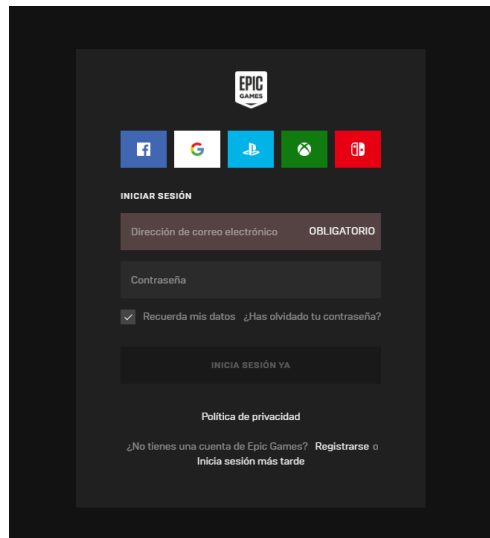 EPIC
GAMES
INICIAR SESIÓN
Dirección de correo electrónico OBLIGATORIO
Contraseña
Recuerda mis datos ¿Has olvidado tu contraseña?
INICIA SESIÓN YA
Política de privacidad
¿No tienes una cuenta de Epic Games? Registrarse o
Inicia sesión más tarde